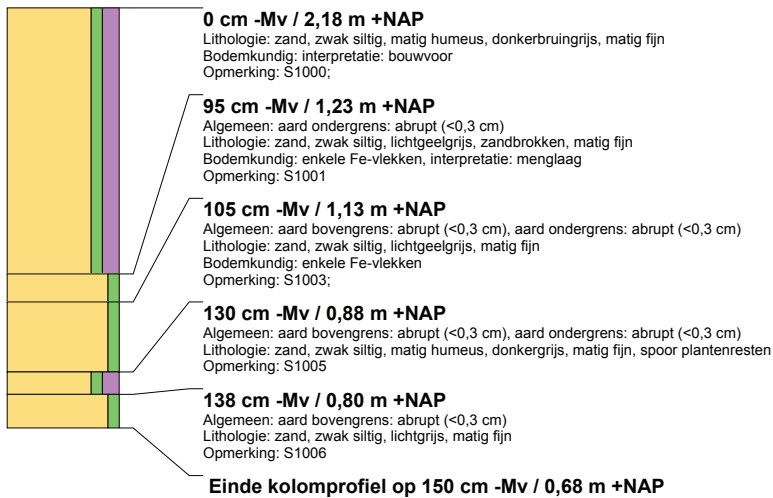 0 cm -Mv / 2,18 m +NAP
Lithologie: zand, zwak siltig, matig humeus, donkerbruingrijs, matig fijn
Bodemkundig: interpretatie: bouwvoor
Opmerking: S1000;
95 cm -Mv / 1,23 m +NAP
Algemeen: aard ondergrens: abrupt (<0,3 cm)
Lithologie: zand, zwak siltig, lichtgeelgrijs, zandbrokken, matig fijn
Bodemkundig: enkele Fe-vlekken, interpretatie: menglaag
Opmerking: S1001
105 cm -Mv / 1,13 m +NAP
Algemeen: aard bovengrens: abrupt (<0,3 cm), aard ondergrens: abrupt (<0,3 cm)
Lithologie: zand, zwak siltig, lichtgeelgrijs, matig fijn
Bodemkundig: enkele Fe-vlekken
Opmerking: S1003;
130 cm -Mv / 0,88 m +NAP
Algemeen: aard bovengrens: abrupt (<0,3 cm), aard ondergrens: abrupt (<0,3 cm)
Lithologie: zand, zwak siltig, matig humeus, donkergrijs, matig fijn, spoor plantenresten
Opmerking: S1005
138 cm -Mv / 0,80 m +NAP
Algemeen: aard bovengrens: abrupt (<0,3 cm)
Lithologie: zand, zwak siltig, lichtgrijs, matig fijn
Opmerking: S1006
Einde kolomprofiel op 150 cm -Mv / 0,68 m +NAP